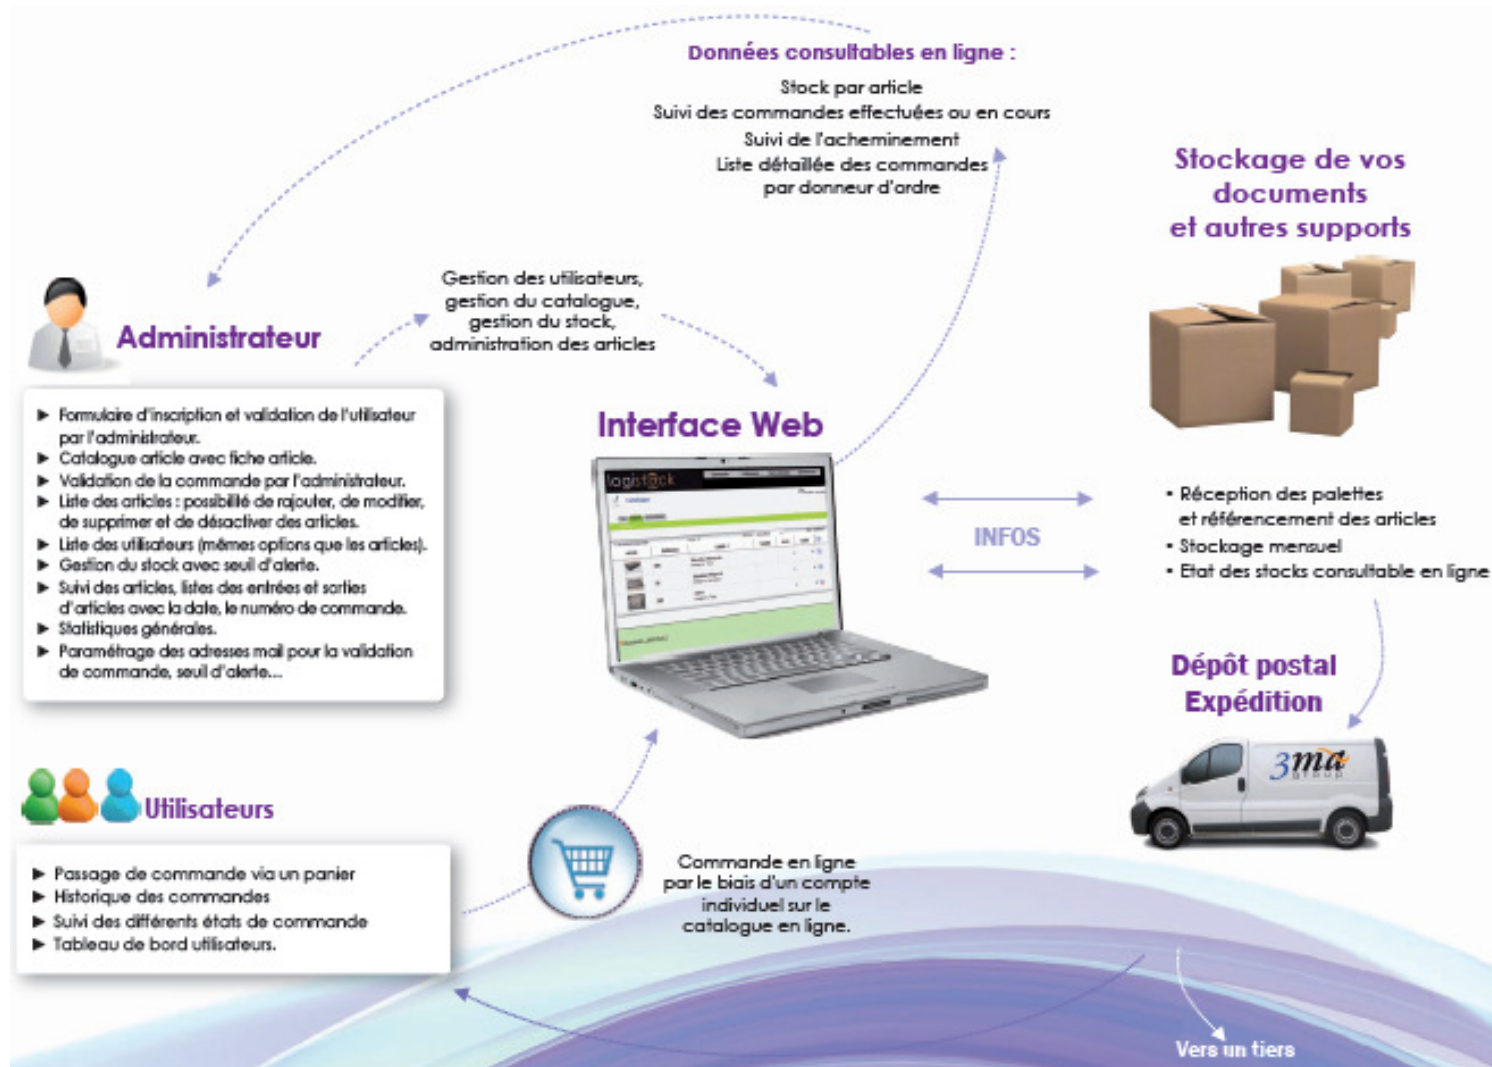 Données consultables en ligne :
Stock par article
Suivi des commandes effectuées ou en cours
Suivi de l'acheminement
Liste détaillée des commandes
par donneur d'ordre
Stockage de vos
documents
et autres supports
Gestion des utilisateurs,
gestion du catalogue,
gestion du stock,
administration des articles
Administrateur
► Formulaire d'inscription et validation de l'utilisateur
par l'administrateur.
► Catalogue article avec fiche article.
► Validation de la commande par l'administrateur.
► Liste des articles : possibilité de rajouter, de modifier,
de supprimer et de désactiver des articles.
► Liste des utilisateurs (mêmes options que les articles).
► Gestion du stock avec seuil d'alerte.
► Suivi des articles, listes des entrées et sorties
d'articles avec la date, le numéro de commande.
► Statistiques générales.
► Paramétrage des adresses mail pour la validation
de commande, seuil d'alerte...
Interface Web
logist@ck
INFOS
▪ Réception des palettes
et référencement des articles
▪ Stockage mensuel
▪ Etat des stocks consultable en ligne
Dépôt postal
Expédition
3ma
GROUP
Utilisateurs
► Passage de commande via un panier
► Historique des commandes
► Suivi des différents états de commande
► Tableau de bord utilisateurs.
Commande en ligne
par le biais d'un compte
individuel sur le
catalogue en ligne.
Vers un tiers